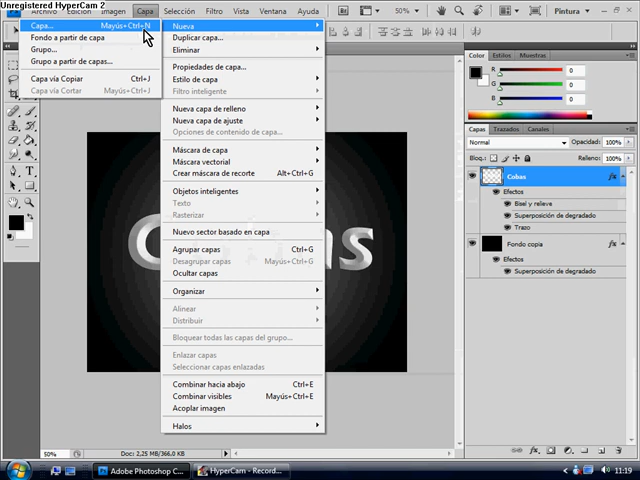 Unregistered HyperCam 2
Archivo Edición Imagen Capa Selección Filtro Vista Ventana Ayuda Br Pintura
Capa... Mayús+Ctrl+N
Fondo a partir de capa
Grupo...
Grupo a partir de capas...
Capa vía Copiar Ctrl+J
Capa vía Cortar Mayús+Ctrl+J
Nueva
Duplicar capa...
Eliminar
Propiedades de capa...
Estilo de capa
Filtro inteligente
Nueva capa de relleno
Nueva capa de ajuste
Opciones de contenido de capa...
Máscara de capa
Máscara vectorial
Crear máscara de recorte Alt+Ctrl+G
Objetos inteligentes
Texto
Rasterizar
Nuevo sector basado en capa
Agrupar capas Ctrl+G
Desagrupar capas Mayús+Ctrl+G
Ocultar capas
Organizar
Alinear
Distribuir
Bloquear todas las capas del grupo...
Enlazar capas
Seleccionar capas enlazadas
Combinar hacia abajo Ctrl+E
Combinar visibles Mayús+Ctrl+E
Acoplar imagen
Halos
Color Estilos Muestras
R 0
G 0
B 0
Capas Trazados Canales
Normal Opacidad: 100%
Bloq.: Relleno: 100%
Cobas fx
Efectos
Bisel y relieve
Superposición de degradado
Trazo
Fondo copia fx
Efectos
Superposición de degradado
50% Doc: 2,25 MB/366,0 KB
Adobe Photoshop C... HyperCam - Record... 11:19